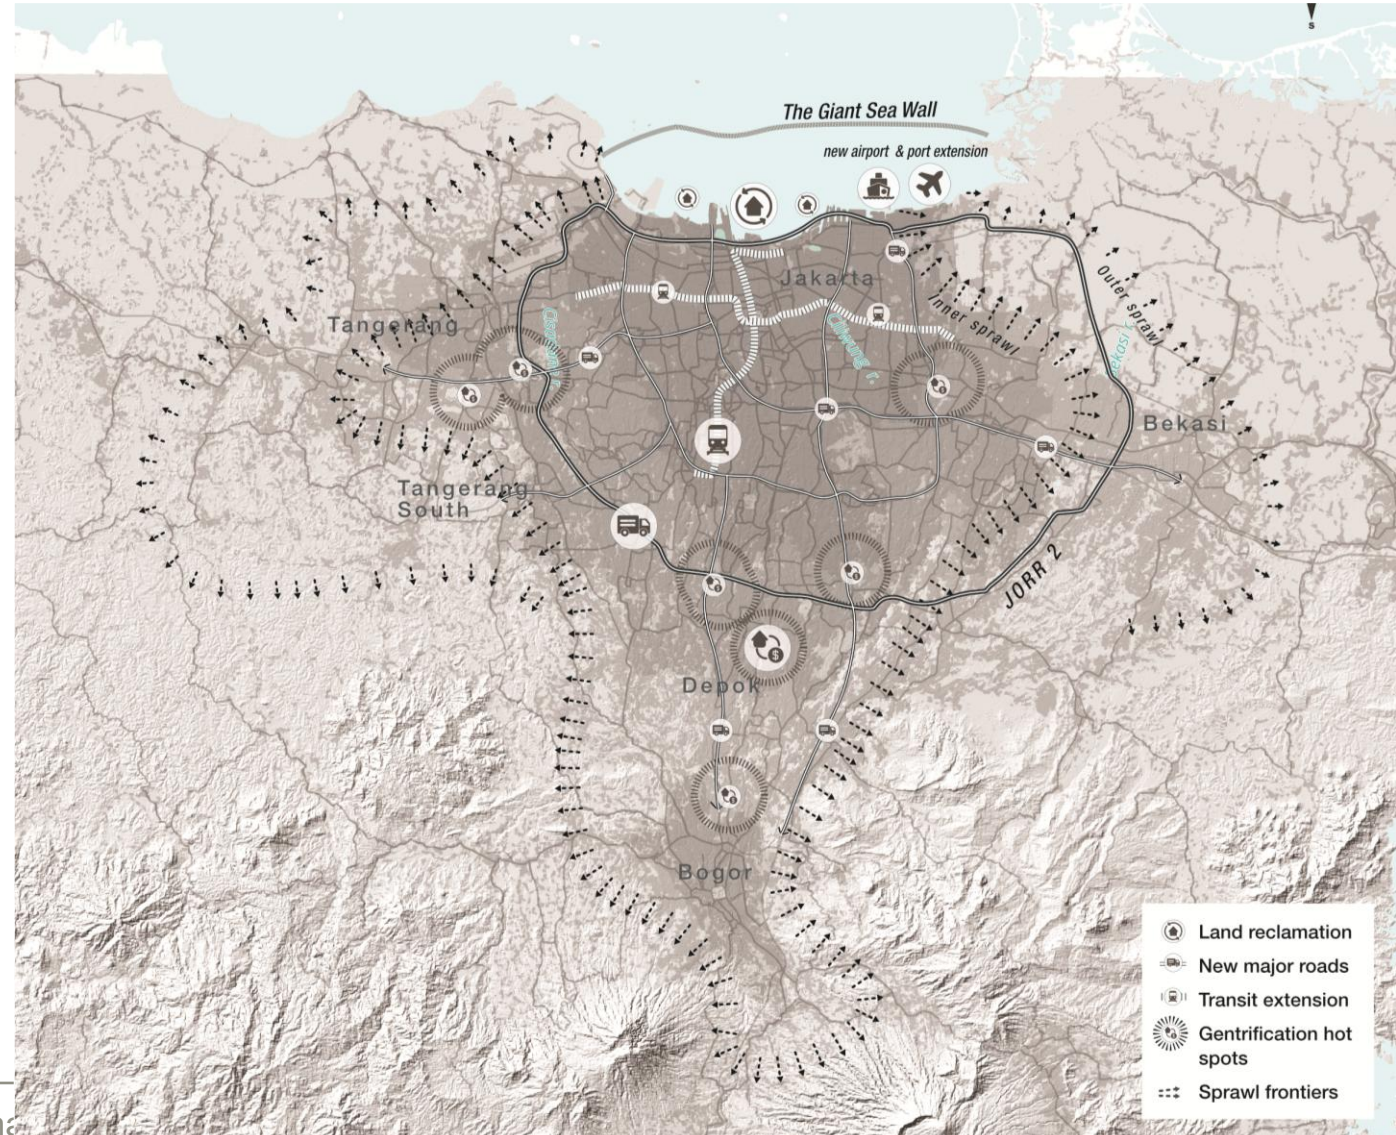 S
The Giant Sea Wall
new airport & port extension
Jakarta
Outer sprawl
Inner sprawl
Tangerang
Ciliwung r.
Bekasi
Tangerang
South
JORR 2
Depok
Bogor
Land reclamation
New major roads
Transit extension
Gentrification hot
spots
Sprawl frontiers